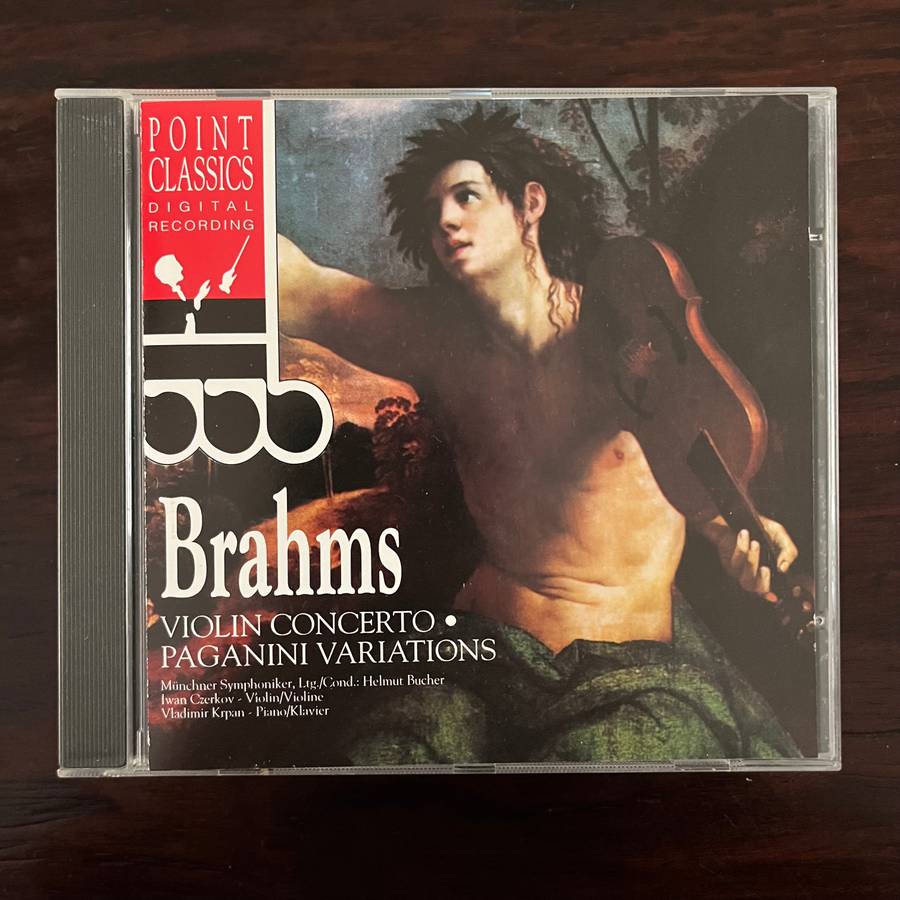 POINT
CLASSICS
DIGITAL
RECORDING
Brahms
VIOLIN CONCERTO •
PAGANINI VARIATIONS
Münchner Symphoniker, Ltg./Cond.: Helmut Bucher
Iwan Czerkov - Violin/Violine
Vladimir Krpan - Piano/Klavier